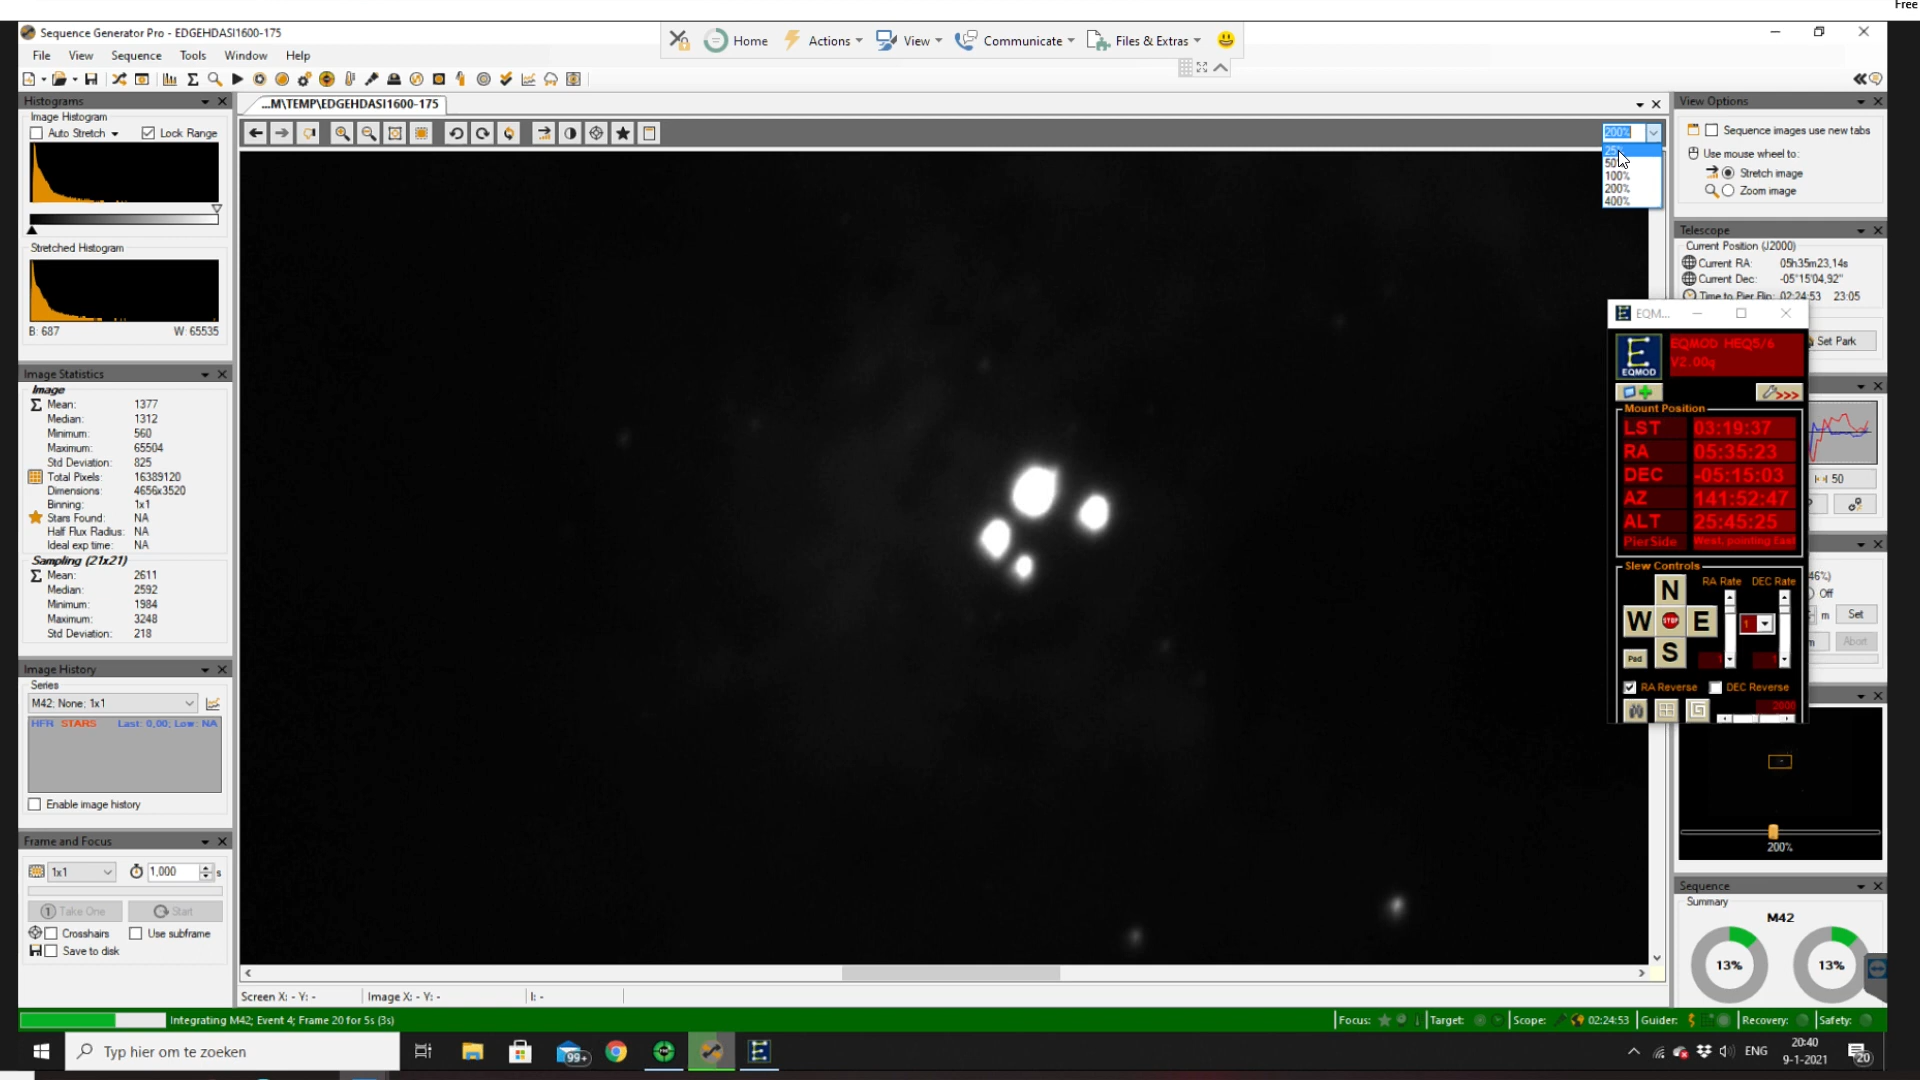 Free
Sequence Generator Pro - EDGEHDASI1600-175
Home
Actions
View
Communicate
Files & Extras
File View Sequence Tools Window Help
Histograms
Image Histogram
Auto Stretch
Lock Range
Stretched Histogram
B: 687 W: 65535
Image Statistics
Image
Mean: 1377
Median: 1312
Minimum: 560
Maximum: 65504
Std Deviation: 825
Total Pixels: 16389120
Dimensions: 4656x3520
Binning: 1x1
Stars Found: NA
Half Flux Radius: NA
Ideal exp time: NA
Sampling (21x21)
Mean: 2611
Median: 2592
Minimum: 1984
Maximum: 3248
Std Deviation: 218
Image History
Series
M42; None; 1x1
HFR STARS Last: 0,00; Low: NA
Enable image history
Frame and Focus
1x1 1,000 s
Take One Start
Crosshairs Use subframe
Save to disk
...M\TEMP\EDGEHDASI1600-175
200%
25%
50%
100%
200%
400%
Screen X: - Y: - Image X: - Y: - I: -
View Options
Sequence images use new tabs
Use mouse wheel to:
Stretch image
Zoom image
Telescope
Current Position (J2000)
Current RA: 05h35m23,14s
Current Dec: -05°15'04,92"
Time to Pier Flip: 02:24:53 23:05
Set Park
EQM...
EQMOD
EQMOD HEQ5/6
V2.00q
>>>
Mount Position
LST 03:19:37
RA 05:35:23
DEC -05:15:03
AZ 141:52:47
ALT 25:45:25
PierSide West, pointing East
Slew Controls
RA Rate DEC Rate
N
W STOP E
S
Pad
1
1
1
RA Reverse DEC Reverse
2000
50
46%)
Off
m Set
m Abort
200%
Sequence
Summary
M42
13% 13%
Integrating M42; Event 4; Frame 20 for 5s (3s)
Focus: Target: Scope: 02:24:53 Guider: Recovery: Safety:
Typ hier om te zoeken
99+
ENG
20:40
9-1-2021
20